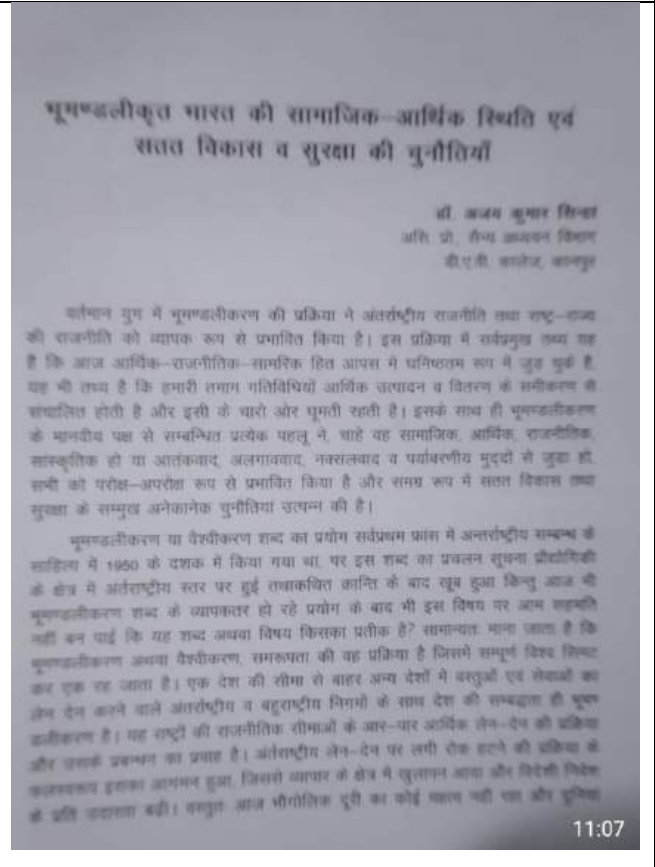 भूमण्डलीकृत भारत की सामाजिक–आर्थिक स्थिति एवं
सतत विकास व सुरक्षा की चुनौतियाँ
डॉ. अजय कुमार सिन्हा
असि. प्रो., सैन्य अध्ययन विभाग
डी.ए.वी. कालेज, कानपुर
वर्तमान युग में भूमण्डलीकरण की प्रक्रिया ने अंतर्राष्ट्रीय राजनीति तथा राष्ट्र–राज्य
की राजनीति को व्यापक रूप से प्रभावित किया है। इस प्रक्रिया में सर्वप्रमुख तथ्य यह
है कि आज आर्थिक–राजनीतिक–सामरिक हित आपस में घनिष्ठतम रूप में जुड़ चुके हैं,
यह भी तथ्य है कि हमारी तमाम गतिविधियाँ आर्थिक उत्पादन व वितरण के समीकरण से
संचालित होती है और इसी के चारो ओर घूमती रहती है। इसके साथ ही भूमण्डलीकरण
के मानवीय पक्ष से सम्बन्धित प्रत्येक पहलू ने, चाहे वह सामाजिक, आर्थिक, राजनीतिक,
सांस्कृतिक हो या आतंकवाद, अलगाववाद, नक्सलवाद व पर्यावरणीय मुद्दों से जुड़ा हो,
सभी को परोक्ष–अपरोक्ष रूप से प्रभावित किया है और समग्र रूप में सतत विकास तथा
सुरक्षा के सम्मुख अनेकानेक चुनौतियां उत्पन्न की है।
भूमण्डलीकरण या वैश्वीकरण शब्द का प्रयोग सर्वप्रथम फ्रांस में अन्तर्राष्ट्रीय सम्बन्ध के
साहित्य में 1950 के दशक में किया गया था, पर इस शब्द का प्रचलन सूचना प्रौद्योगिकी
के क्षेत्र में अर्तराष्ट्रीय स्तर पर हुई तथाकथित क्रान्ति के बाद खूब हुआ किन्तु आज भी
भूमण्डलीकरण शब्द के व्यापकतर हो रहे प्रयोग के बाद भी इस विषय पर आम सहमति
नहीं बन पाई कि यह शब्द अथवा विषय किसका प्रतीक है? सामान्यतः माना जाता है कि
भूमण्डलीकरण अथवा वैश्वीकरण, समरूपता की वह प्रक्रिया है जिसमें सम्पूर्ण विश्व सिमट
कर एक रह जाता है। एक देश की सीमा से बाहर अन्य देशों में वस्तुओं एवं सेवाओं का
लेन देन करने वाले अंतर्राष्ट्रीय व बहुराष्ट्रीय निगमों के साथ देश की सम्बद्धता ही भूमण
डलीकरण है। यह राष्ट्रों की राजनीतिक सीमाओं के आर–पार आर्थिक लेन–देन की प्रक्रिया
और उसके प्रबन्धन का प्रवाह है। अंर्तराष्ट्रीय लेन–देन पर लगी रोक हटने की प्रक्रिया के
फलस्वरूप इसका आगमन हुआ, जिससे व्यापार के क्षेत्र में खुलापन आया और विदेशी निवेश
के प्रति उदारता बढ़ी। वस्तुतः आज भौगोलिक दूरी का कोई महत्व नहीं रहा और दुनिया
11:07